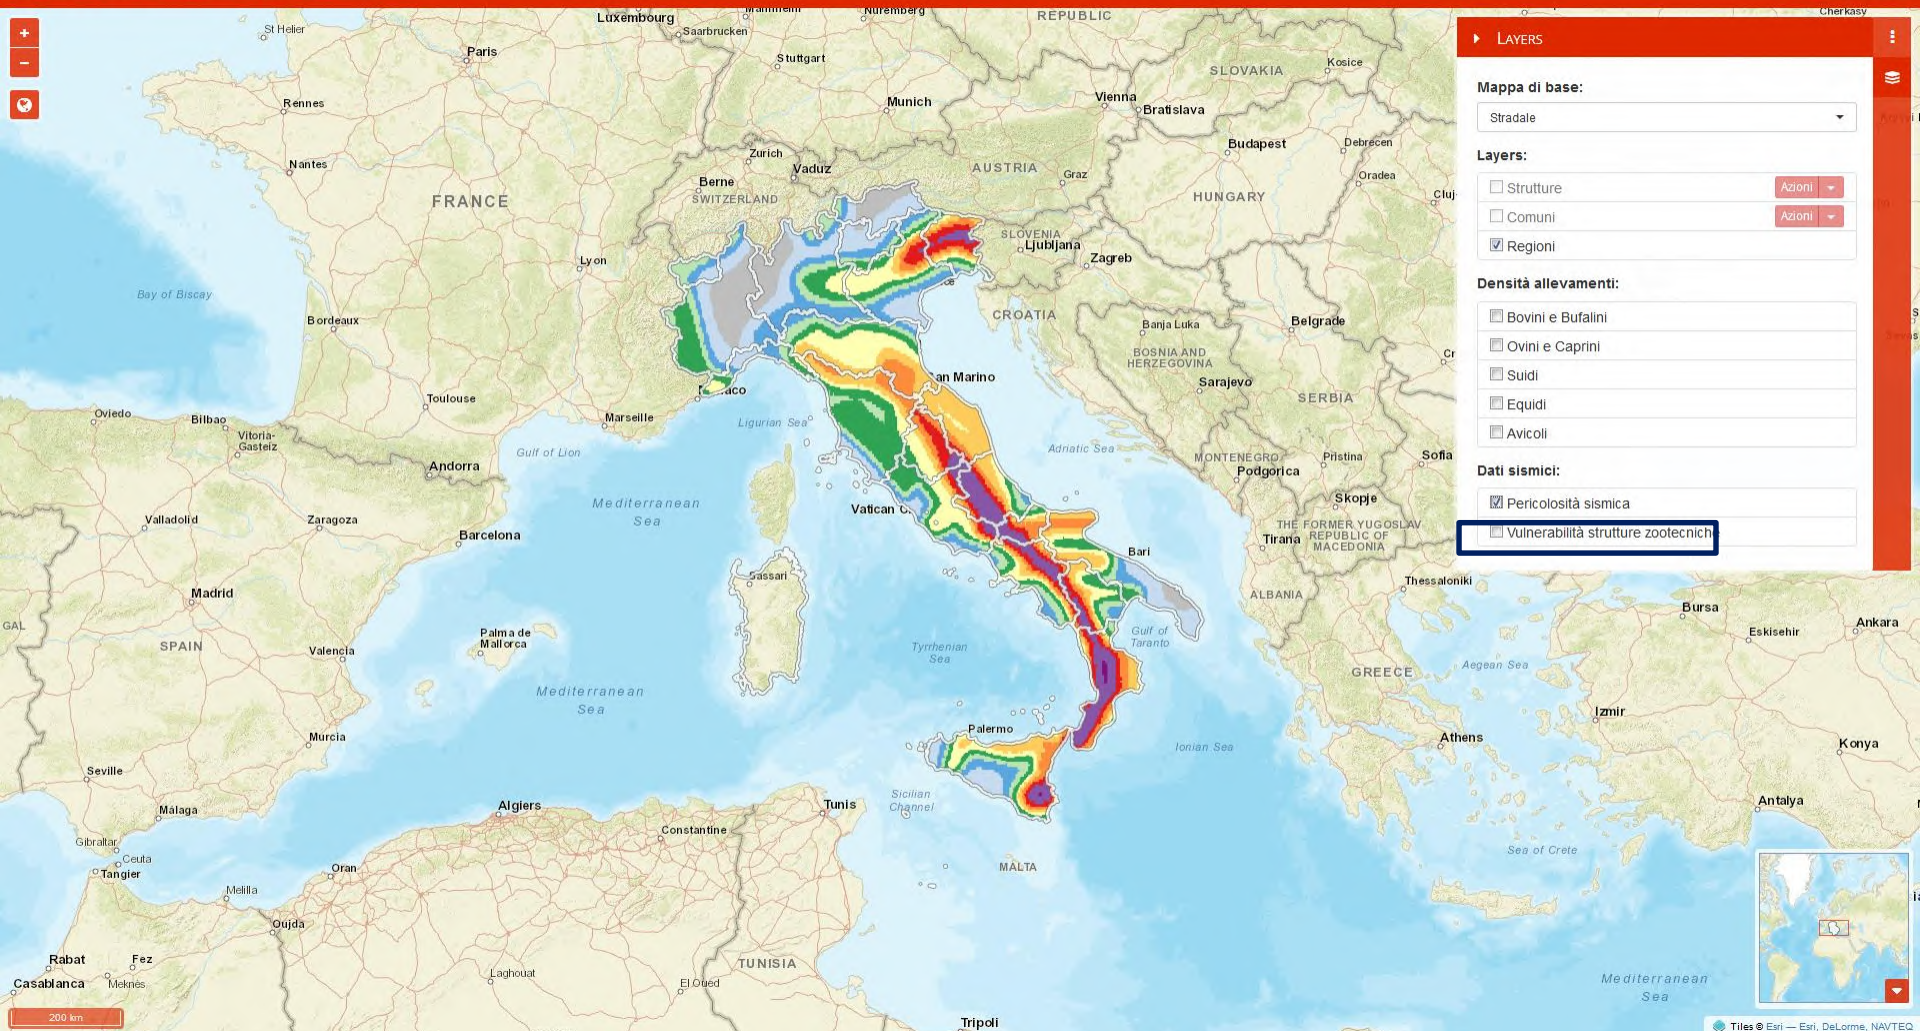 Luxembourg
Mannheim
Nuremberg
REPUBLIC
Cherkasy
St Helier
Saarbrucken
Paris
Stuttgart
SLOVAKIA
Kosice
Rennes
Munich
Vienna
Bratislava
Nantes
Zurich
Vaduz
AUSTRIA
Budapest
Debrecen
Berne
SWITZERLAND
Graz
HUNGARY
Oradea
Cluj-
FRANCE
SLOVENIA
Ljubljana
Lyon
Zagreb
Bay of Biscay
Bordeaux
CROATIA
Banja Luka
Belgrade
BOSNIA AND
HERZEGOVINA
an Marino
Sarajevo
SERBIA
Oviedo
Bilbao
Toulouse
aco
Marseille
Ligurian Sea
Vitoria-
Gasteiz
Andorra
Gulf of Lion
Adriatic Sea
MONTENEGRO
Podgorica
Pristina
Sofia
Mediterranean
Sea
Vatican C
Skopje
Valladolid
Zaragoza
Barcelona
THE FORMER YUGOSLAV
REPUBLIC OF
MACEDONIA
Tirana
Bari
Sassari
Madrid
ALBANIA
Thessaloniki
Bursa
Ankara
Eskisehir
GAL
SPAIN
Palma de
Mallorca
Valencia
Tyrrhenian
Sea
Gulf of
Taranto
GREECE
Aegean Sea
Mediterranean
Sea
Izmir
Murcia
Palermo
Ionian Sea
Athens
Konya
Seville
Málaga
Algiers
Tunis
Sicilian
Channel
Antalya
Constantine
Gibraltar
Ceuta
Tangier
Oran
MALTA
Sea of Crete
Melilla
Oujda
Rabat
Fez
Casablanca
Meknès
Laghouat
TUNISIA
El Oued
Mediterranean
Sea
Tripoli
200 km
+
−
LAYERS
Mappa di base:
Stradale
Layers:
Strutture Azioni
Comuni Azioni
Regioni
Densità allevamenti:
Bovini e Bufalini
Ovini e Caprini
Suidi
Equidi
Avicoli
Dati sismici:
Pericolosità sismica
Vulnerabilità strutture zootecniche
Tiles © Esri — Esri, DeLorme, NAVTEQ